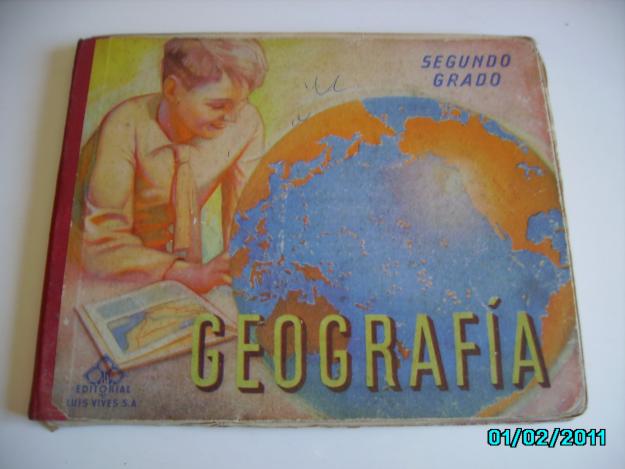 SEGUNDO
GRADO
GEOGRAFÍA
EDITORIAL
LUIS VIVES S.A.
01/02/2011